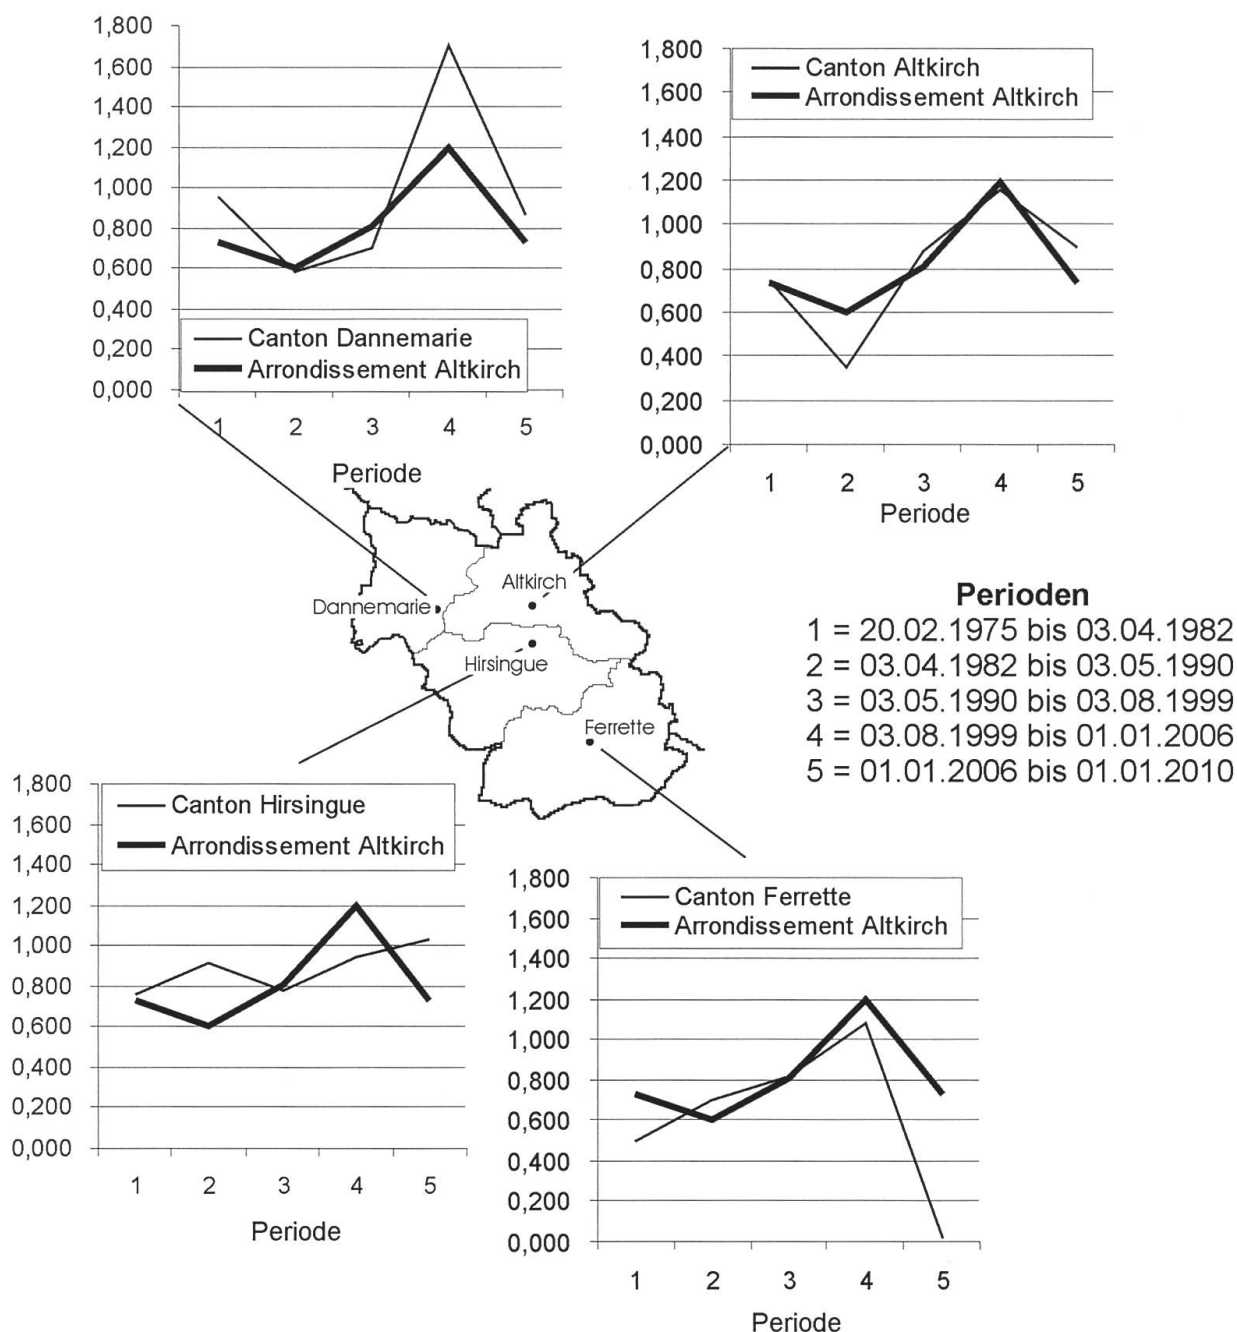 1,800
1,600
1,400
1,200
1,000
0,800
0,600
0,400
0,200
0,000
Canton Dannemarie
Arrondissement Altkirch
1 2 3 4 5
Periode
1,800
1,600
1,400
1,200
1,000
0,800
0,600
0,400
0,200
0,000
Canton Altkirch
Arrondissement Altkirch
1 2 3 4 5
Periode
Altkirch
Dannemarie
Hirsingue
Ferrette
Perioden
1 = 20.02.1975 bis 03.04.1982
2 = 03.04.1982 bis 03.05.1990
3 = 03.05.1990 bis 03.08.1999
4 = 03.08.1999 bis 01.01.2006
5 = 01.01.2006 bis 01.01.2010
1,800
1,600
1,400
1,200
1,000
0,800
0,600
0,400
0,200
0,000
Canton Hirsingue
Arrondissement Altkirch
1 2 3 4 5
Periode
1,800
1,600
1,400
1,200
1,000
0,800
0,600
0,400
0,200
0,000
Canton Ferrette
Arrondissement Altkirch
1 2 3 4 5
Periode